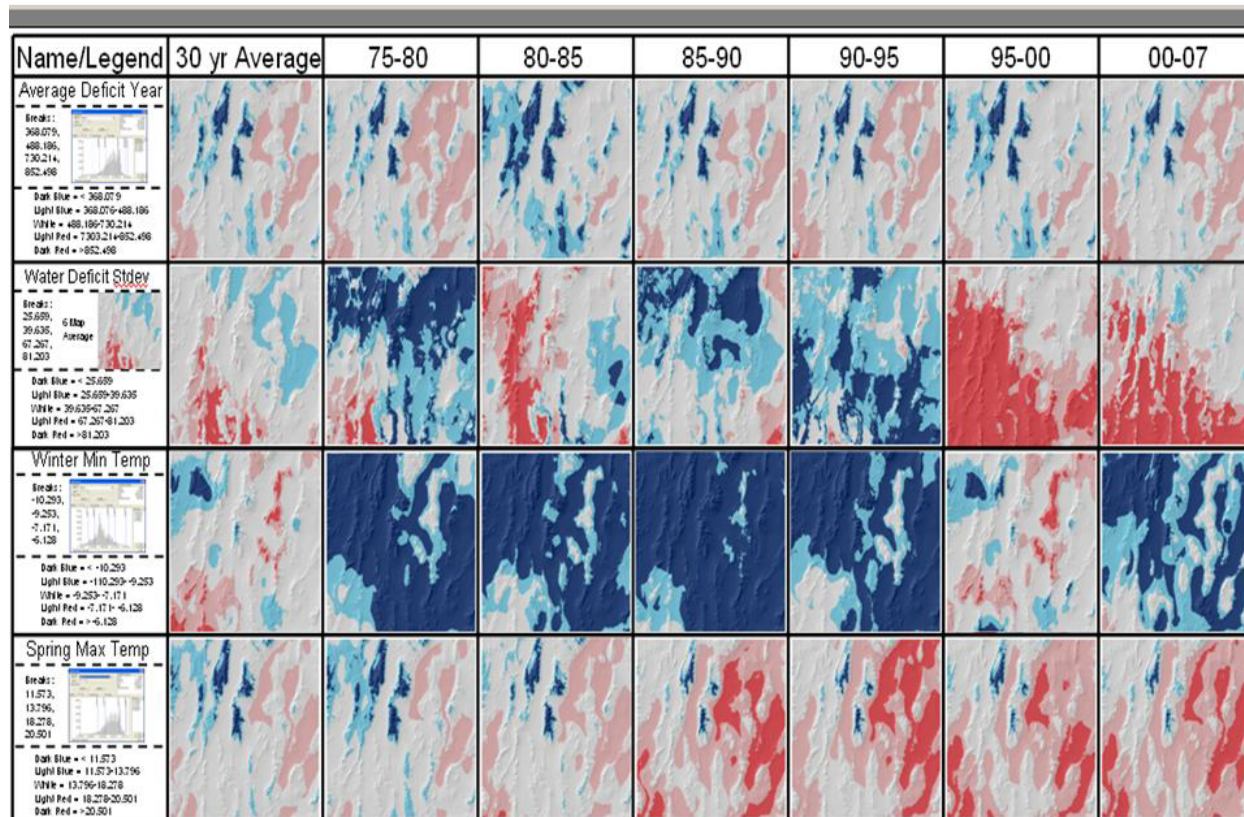 Name/Legend 30 yr Average 75-80 80-85 85-90 90-95 95-00 00-07
Average Deficit Year
Breaks:
368.079,
488.186,
730.214,
852.498
Dark Blue = < 368.079
Light Blue = 368.076-488.186
White = 488.186-730.214
Light Red = 7303.214-852.498
Dark Red = >852.498
Water Deficit Stdev
Breaks:
25.659,
39.635,
67.267,
81.203
6 Map
Average
Dark Blue = < 25.659
Light Blue = 25.659-39.635
White = 39.635-67.267
Light Red = 67.267-81.203
Dark Red = >81.203
Winter Min Temp
Breaks:
-10.293,
-9.253,
-7.171,
-6.128
Dark Blue = < -10.293
Light Blue = -110.293- -9.253
White = -9.253- -7.171
Light Red = -7.171- -6.128
Dark Red = > -6.128
Spring Max Temp
Breaks:
11.573,
13.796,
18.278,
20.501
Dark Blue = < 11.573
Light Blue = 11.573-13.796
White = 13.796-18.278
Light Red = 18.278-20.501
Dark Red = >20.501